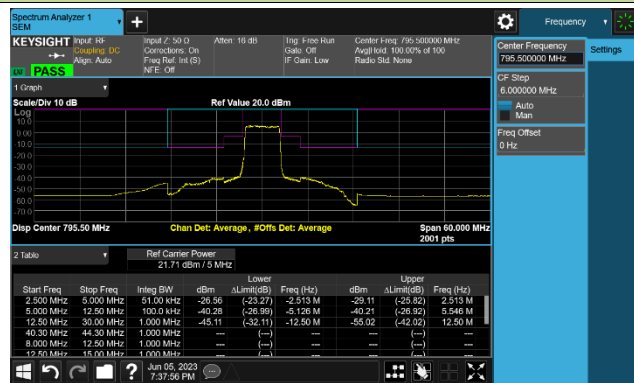 Spectrum Analyzer 1
SEM
Frequency
KEYSIGHT
Input: RF
Coupling: DC
Align: Auto
Input Z: 50 Ω
Corrections: On
Freq Ref: Int (S)
NFE: Off
Atten: 16 dB
Trig: Free Run
Gate: Off
IF Gain: Low
Center Freq: 795.500000 MHz
Avg|Hold: 100.00% of 100
Radio Std: None
PASS
Center Frequency
795.500000 MHz
Settings
CF Step
6.000000 MHz
Auto
Man
Freq Offset
0 Hz
1 Graph
Scale/Div 10 dB
Ref Value 20.0 dBm
Log
10.0
0.00
-10.0
-20.0
-30.0
-40.0
-50.0
-60.0
-70.0
Disp Center 795.50 MHz
Chan Det: Average, #Offs Det: Average
Span 60.000 MHz
2001 pts
2 Table
Ref Carrier Power
21.71 dBm / 5 MHz
Lower Upper
Start Freq Stop Freq Integ BW dBm ΔLimit(dB) Freq (Hz) dBm ΔLimit(dB) Freq (Hz)
2.500 MHz 5.000 MHz 51.00 kHz -26.56 (-23.27) -2.513 M -29.11 (-25.82) 2.513 M
5.000 MHz 12.50 MHz 100.0 kHz -40.28 (-26.99) -5.126 M -40.21 (-26.92) 5.546 M
12.50 MHz 30.00 MHz 1.000 MHz -45.11 (-32.11) -12.50 M -55.02 (-42.02) 12.50 M
40.30 MHz 44.30 MHz 1.000 MHz --- (---) --- --- (---) ---
8.000 MHz 12.50 MHz 1.000 MHz --- (---) --- --- (---) ---
12.50 MHz 15.00 MHz 1.000 MHz --- (---) --- --- (---) ---
Jun 05, 2023
7:37:56 PM